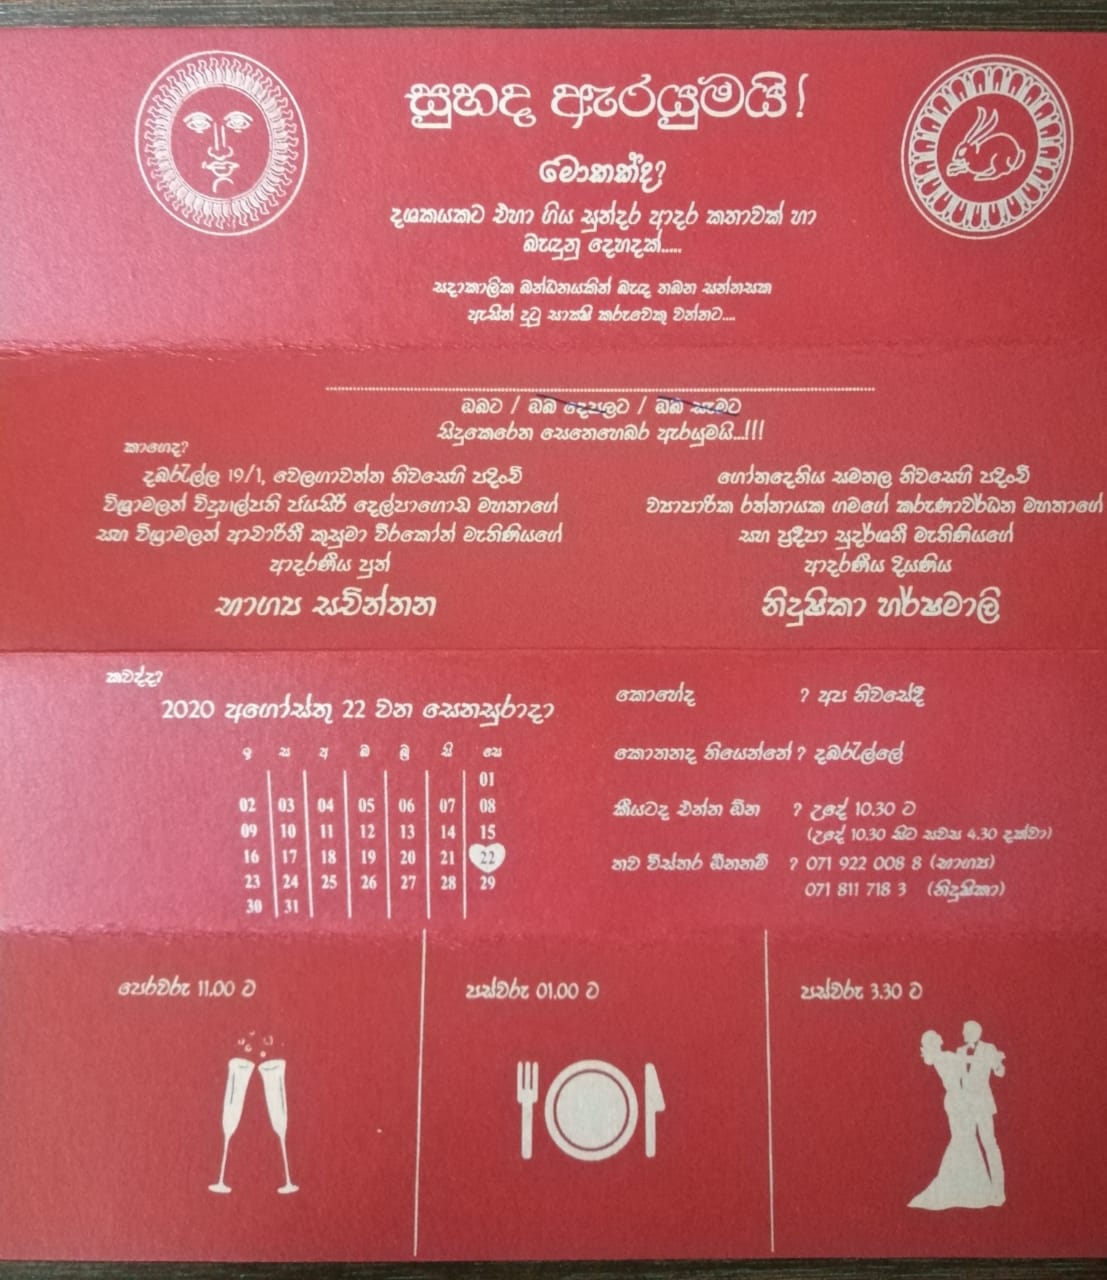 සුහද ඇරයුමයි!
මොකක්ද?
දශකයකට එහා ගිය සුන්දර ආදර කතාවක් හා
බැඳුනු දෙහදක්.....
සදාකාලික බන්ධනයකින් බැඳ තබන සන්නසක
ඇසින් දුටු සාක්ෂි කරුවෙකු වන්නට....
ඔබට / ඔබ දෙපලට / ඔබ සැමට
සිදුකෙරෙන සෙනෙහෙබර ඇරයුමයි...!!!
කාගෙද?
දබරැල්ල 19/1, වෙලගාවත්ත නිවසෙහි පදිංචි
විශ්‍රාමලත් විදුහල්පති ජයසිරි දෙල්පාගොඩ මහතාගේ
සහ විශ්‍රාමලත් ආචාරිනී කුසුමා වීරකෝන් මැතිණියගේ
ආදරණීය පුත්
භාග්‍ය සචින්තන
ගෝනදෙනිය සමනල නිවසෙහි පදිංචි
ව්‍යාපාරික රත්නායක ගමගේ කරුණාවර්ධන මහතාගේ
සහ ප්‍රදීපා සුදර්ශනී මැතිණියගේ
ආදරණීය දියණිය
නිදුෂිකා හර්ෂමාලි
කවද්ද?
2020 අගෝස්තු 22 වන සෙනසුරාදා
ඉ ස අ බ බ්‍ර සි සෙ
01
02 03 04 05 06 07 08
09 10 11 12 13 14 15
16 17 18 19 20 21 22
23 24 25 26 27 28 29
30 31
කොහේද ? අප නිවසේදී
කොතනද තියෙන්නේ ? දබරැල්ලේ
කීයටද එන්න ඕන ? උදේ 10.30 ට
(උදේ 10.30 සිට සවස 4.30 දක්වා)
තව විස්තර ඕනනම් ? 071 922 008 8 (භාග්‍ය)
071 811 718 3 (නිදුෂිකා)
පෙරවරු 11.00 ට
පස්වරු 01.00 ට
පස්වරු 3.30 ට